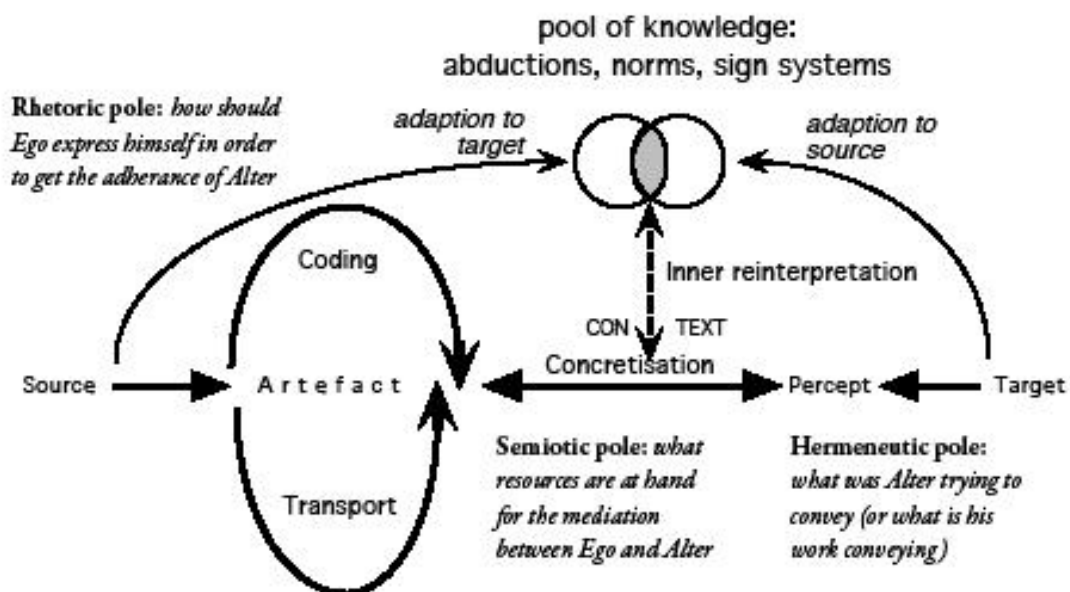 pool of knowledge:
abductions, norms, sign systems
Rhetoric pole: how should
Ego express himself in order
to get the adherance of Alter
adaption to
target
adaption to
source
Coding
Inner reinterpretation
CON TEXT
Concretisation
Source
Artefact
Percept
Target
Semiotic pole: what
resources are at hand
for the mediation
between Ego and Alter
Hermeneutic pole:
what was Alter trying to
convey (or what is his
work conveying)
Transport